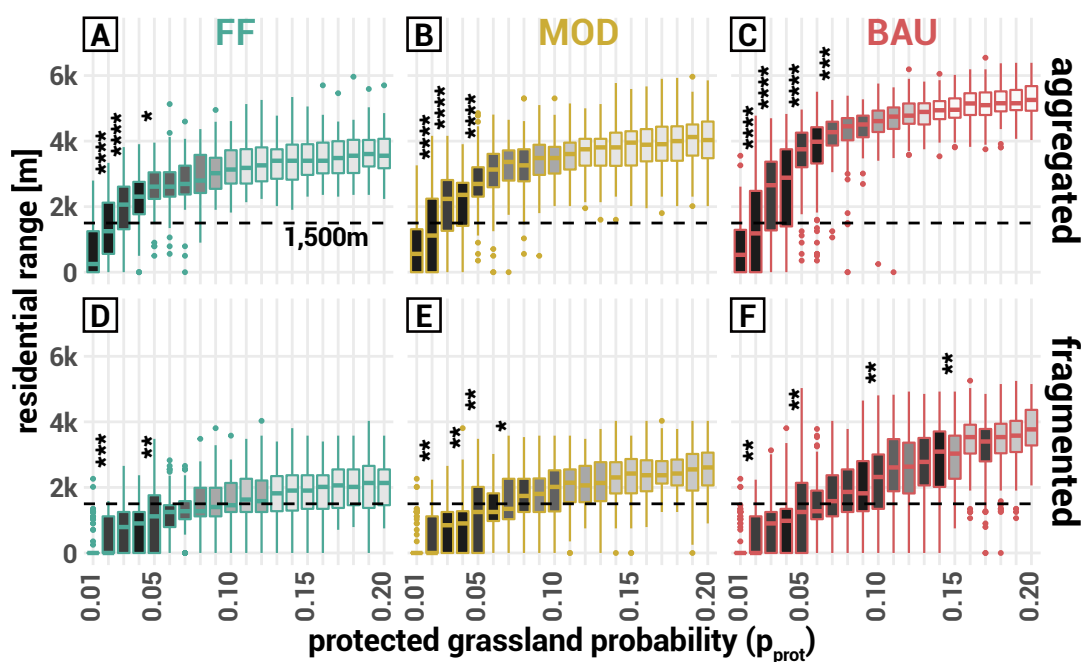 A FF B MOD C BAU
aggregated
6k
4k
2k
0
**** **** *
**** **** ****
**** **** **** ***
1,500m
residential range [m]
D E F
fragmented
6k
4k
2k
0
*** **
** ** ** *
** ** ** **
0.01 0.05 0.10 0.15 0.20 0.01 0.05 0.10 0.15 0.20 0.01 0.05 0.10 0.15 0.20
protected grassland probability (pprot)